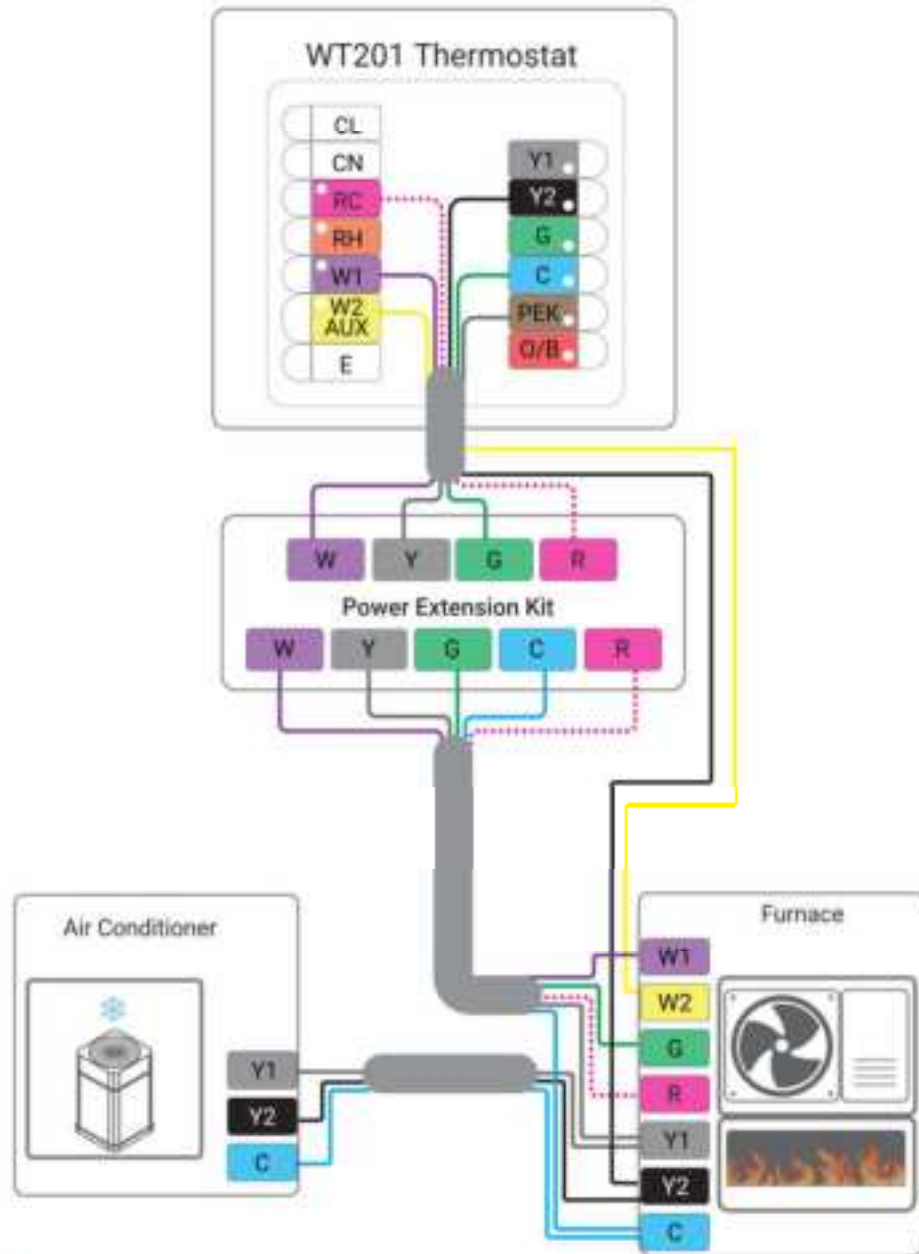 WT201 Thermostat
CL
CN
RC
RH
W1
W2
AUX
E
Y1
Y2
G
C
PEK
O/B
W
Y
G
R
Power Extension Kit
W
Y
G
C
R
Air Conditioner
Y1
Y2
C
Furnace
W1
W2
G
R
Y1
Y2
C